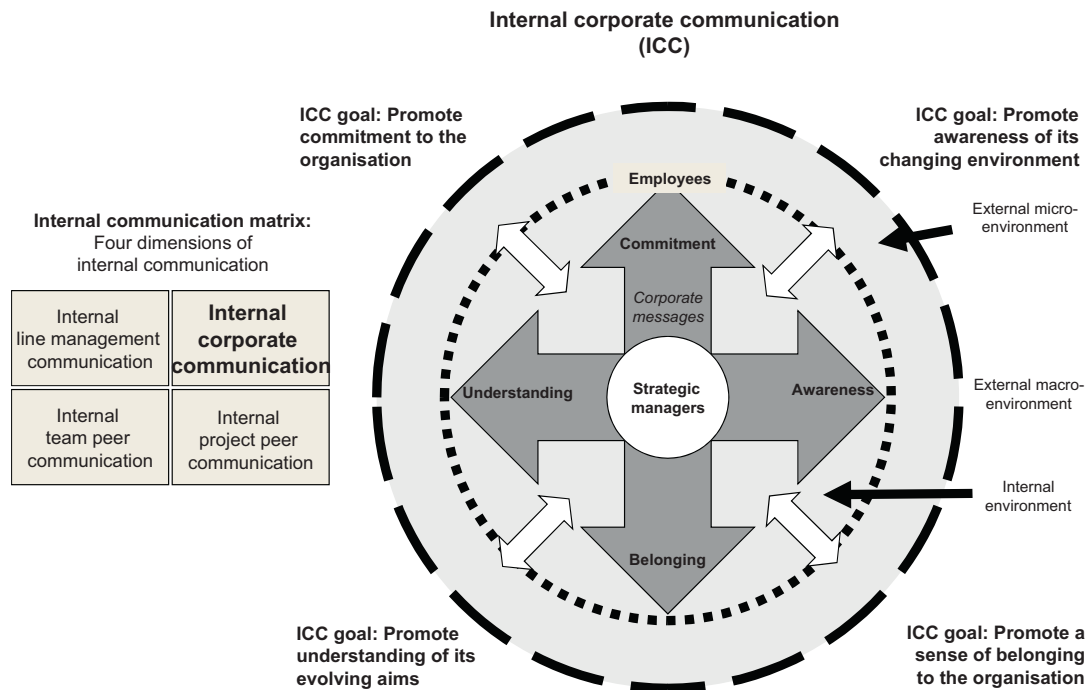 Internal corporate communication
(ICC)
ICC goal: Promote
commitment to the
organisation
ICC goal: Promote
awareness of its
changing environment
Employees
External micro-
environment
Internal communication matrix:
Four dimensions of
internal communication
Commitment
Corporate
messages
Internal
line management
communication
Internal
corporate
communication
Understanding
Strategic
managers
Awareness
External macro-
environment
Internal
team peer
communication
Internal
project peer
communication
Internal
environment
Belonging
ICC goal: Promote
understanding of its
evolving aims
ICC goal: Promote a
sense of belonging
to the organisation